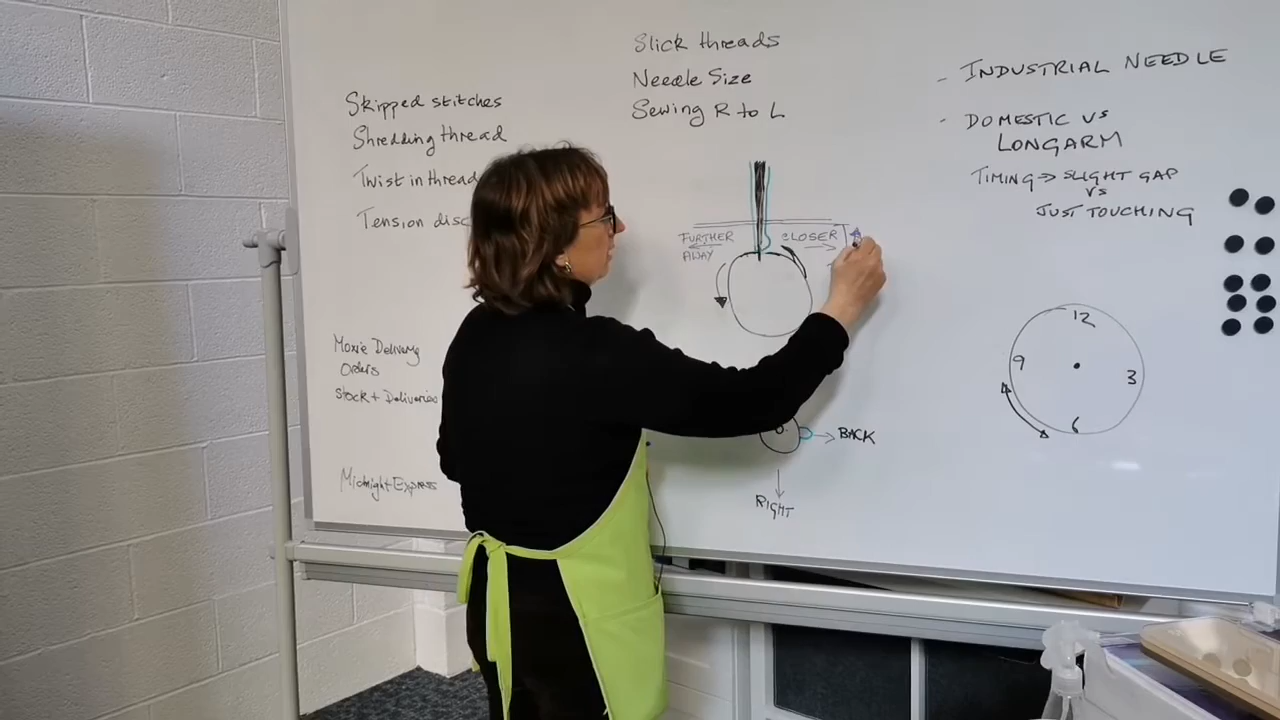 Skipped stitches
Shredding thread
Twist in thread
Tension disc
Moxie Delivery
Orders
Stock + Deliveries
Midnight Express
Slick threads
Needle Size
Sewing R to L
FURTHER
AWAY
CLOSER
BACK
RIGHT
- INDUSTRIAL NEEDLE
- DOMESTIC VS
LONGARM
TIMING → SLIGHT GAP
VS
JUST TOUCHING
12
9
3
6